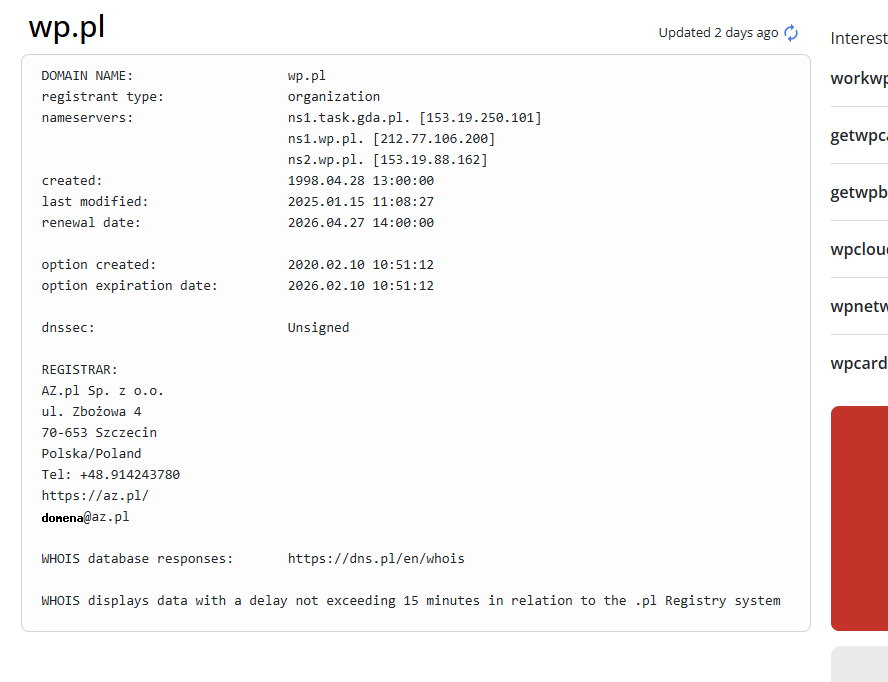 wp.pl
Updated 2 days ago
DOMAIN NAME: wp.pl
registrant type: organization
nameservers: ns1.task.gda.pl. [153.19.250.101]
ns1.wp.pl. [212.77.106.200]
ns2.wp.pl. [153.19.88.162]
created: 1998.04.28 13:00:00
last modified: 2025.01.15 11:08:27
renewal date: 2026.04.27 14:00:00
option created: 2020.02.10 10:51:12
option expiration date: 2026.02.10 10:51:12
dnssec: Unsigned
REGISTRAR:
AZ.pl Sp. z o.o.
ul. Zbożowa 4
70-653 Szczecin
Polska/Poland
Tel: +48.914243780
https://az.pl/
domena@az.pl
WHOIS database responses: https://dns.pl/en/whois
WHOIS displays data with a delay not exceeding 15 minutes in relation to the .pl Registry system
Interest
workwp
getwpca
getwpb
wpclou
wpnetw
wpcard